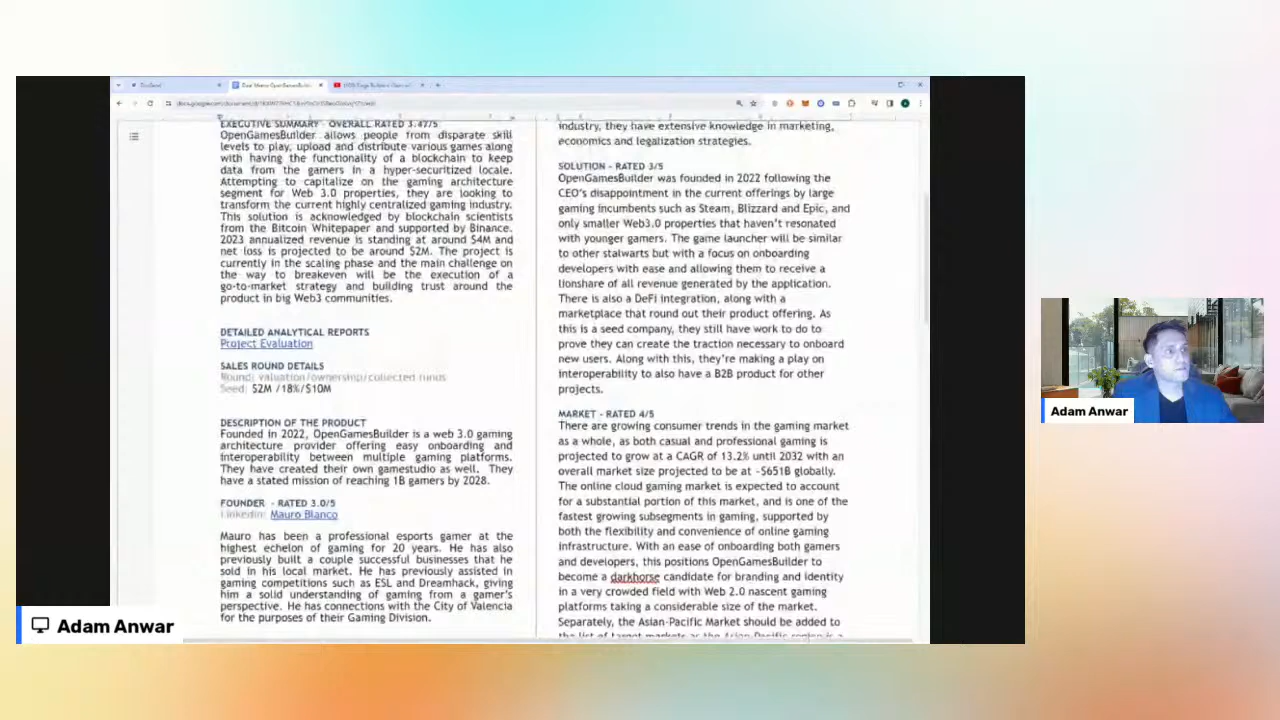 EXECUTIVE SUMMARY - OVERALL RATED 3.47/5
OpenGamesBuilder allows people from disparate skill
levels to play, upload and distribute various games along
with having the functionality of a blockchain to keep
data from the gamers in a hyper-securitized locale.
Attempting to capitalize on the gaming architecture
segment for Web 3.0 properties, they are looking to
transform the current highly centralized gaming industry.
This solution is acknowledged by blockchain scientists
from the Bitcoin Whitepaper and supported by Binance.
2023 annualized revenue is standing at around $4M and
net loss is projected to be around $2M. The project is
currently in the scaling phase and the main challenge on
the way to breakeven will be the execution of a
go-to-market strategy and building trust around the
product in big Web3 communities.
DETAILED ANALYTICAL REPORTS
Project Evaluation
SALES ROUND DETAILS
Round: valuation/ownership/collected funds
Seed: $2M /18%/$10M
DESCRIPTION OF THE PRODUCT
Founded in 2022, OpenGamesBuilder is a web 3.0 gaming
architecture provider offering easy onboarding and
interoperability between multiple gaming platforms.
They have created their own gamestudio as well. They
have a stated mission of reaching 1B gamers by 2028.
FOUNDER - RATED 3.0/5
Linkedin: Mauro Blanco
Mauro has been a professional esports gamer at the
highest echelon of gaming for 20 years. He has also
previously built a couple successful businesses that he
sold in his local market. He has previously assisted in
gaming competitions such as ESL and Dreamhack, giving
him a solid understanding of gaming from a gamer's
perspective. He has connections with the City of Valencia
for the purposes of their Gaming Division.
industry, they have extensive knowledge in marketing,
economics and legalization strategies.
SOLUTION - RATED 3/5
OpenGamesBuilder was founded in 2022 following the
CEO's disappointment in the current offerings by large
gaming incumbents such as Steam, Blizzard and Epic, and
only smaller Web3.0 properties that haven't resonated
with younger gamers. The game launcher will be similar
to other stalwarts but with a focus on onboarding
developers with ease and allowing them to receive a
lionshare of all revenue generated by the application.
There is also a DeFi integration, along with a
marketplace that round out their product offering. As
this is a seed company, they still have work to do to
prove they can create the traction necessary to onboard
new users. Along with this, they're making a play on
interoperability to also have a B2B product for other
projects.
MARKET - RATED 4/5
There are growing consumer trends in the gaming market
as a whole, as both casual and professional gaming is
projected to grow at a CAGR of 13.2% until 2032 with an
overall market size projected to be at ~$651B globally.
The online cloud gaming market is expected to account
for a substantial portion of this market, and is one of the
fastest growing subsegments in gaming, supported by
both the flexibility and convenience of online gaming
infrastructure. With an ease of onboarding both gamers
and developers, this positions OpenGamesBuilder to
become a darkhorse candidate for branding and identity
in a very crowded field with Web 2.0 nascent gaming
platforms taking a considerable size of the market.
Separately, the Asian-Pacific Market should be added to
the list of target markets as the Asian-Pacific region is a
Adam Anwar
Adam Anwar